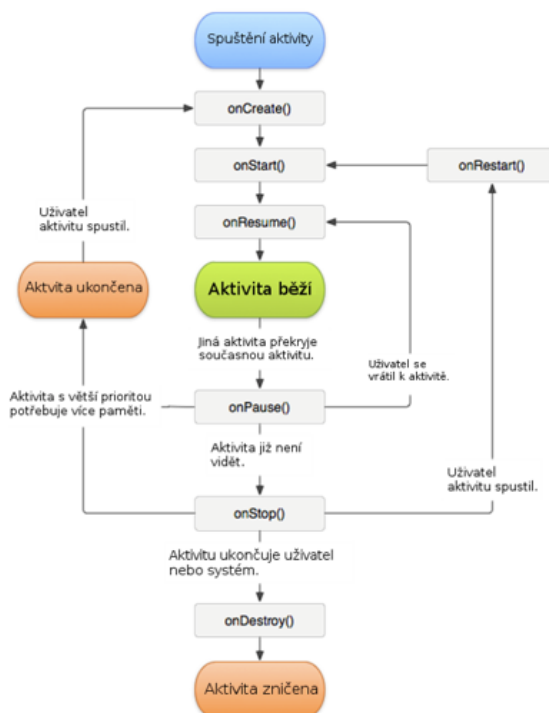 Spuštění aktivity
onCreate()
onStart()
onRestart()
Uživatel
aktivitu spustil.
onResume()
Aktvita ukončena
Aktivita běží
Jiná aktivita překryje
současnou aktivitu.
Uživatel se
vrátil k aktivitě.
Aktivita s větší prioritou
potřebuje více paměti.
onPause()
Aktivita již není
vidět.
Uživatel
aktivitu spustil.
onStop()
Aktivitu ukončuje uživatel
nebo systém.
onDestroy()
Aktivita zničena